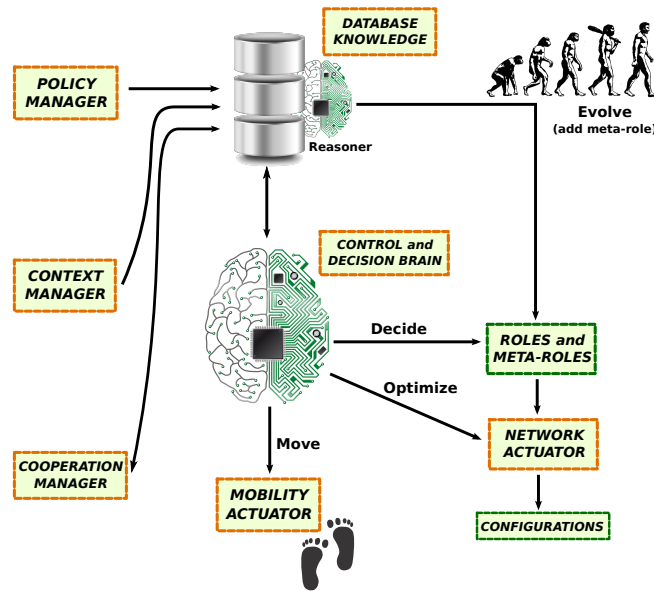 DATABASE
KNOWLEDGE
POLICY
MANAGER
Evolve
(add meta-role)
Reasoner
CONTROL and
DECISION BRAIN
CONTEXT
MANAGER
Decide
ROLES and
META-ROLES
Optimize
NETWORK
ACTUATOR
Move
COOPERATION
MANAGER
MOBILITY
ACTUATOR
CONFIGURATIONS